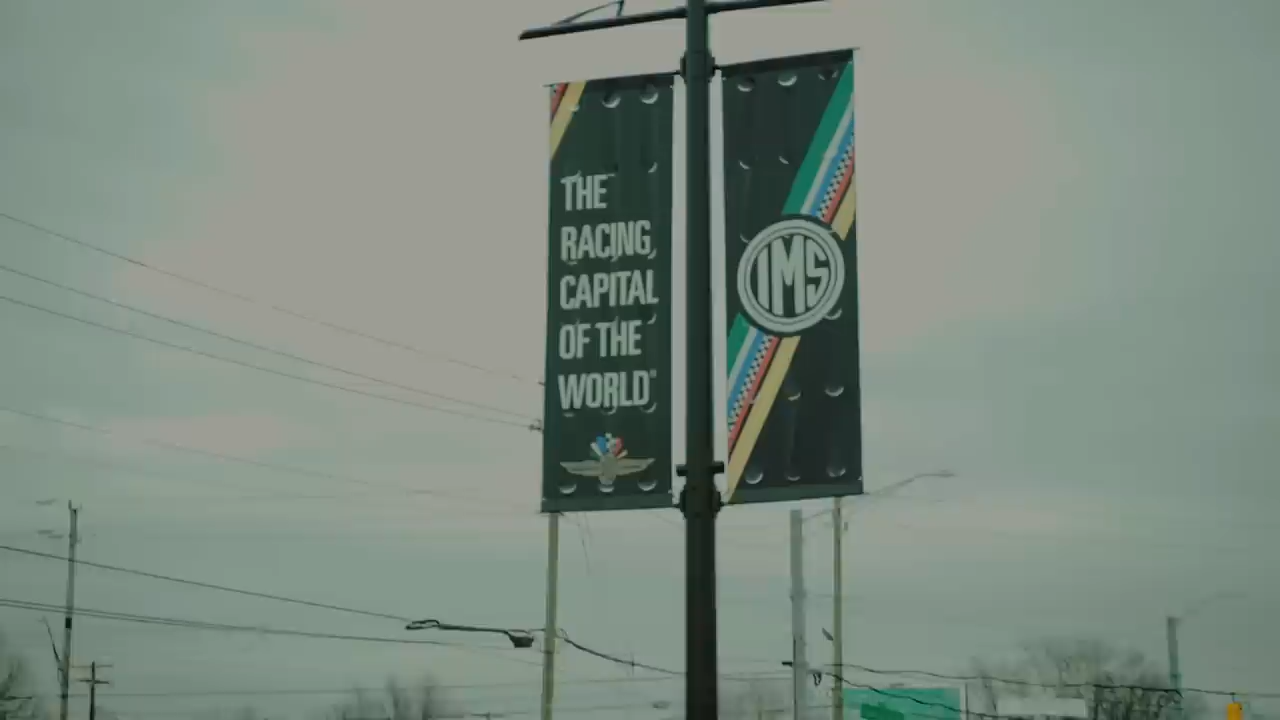 THE
RACING
CAPITAL
OF THE
WORLD®
IMS